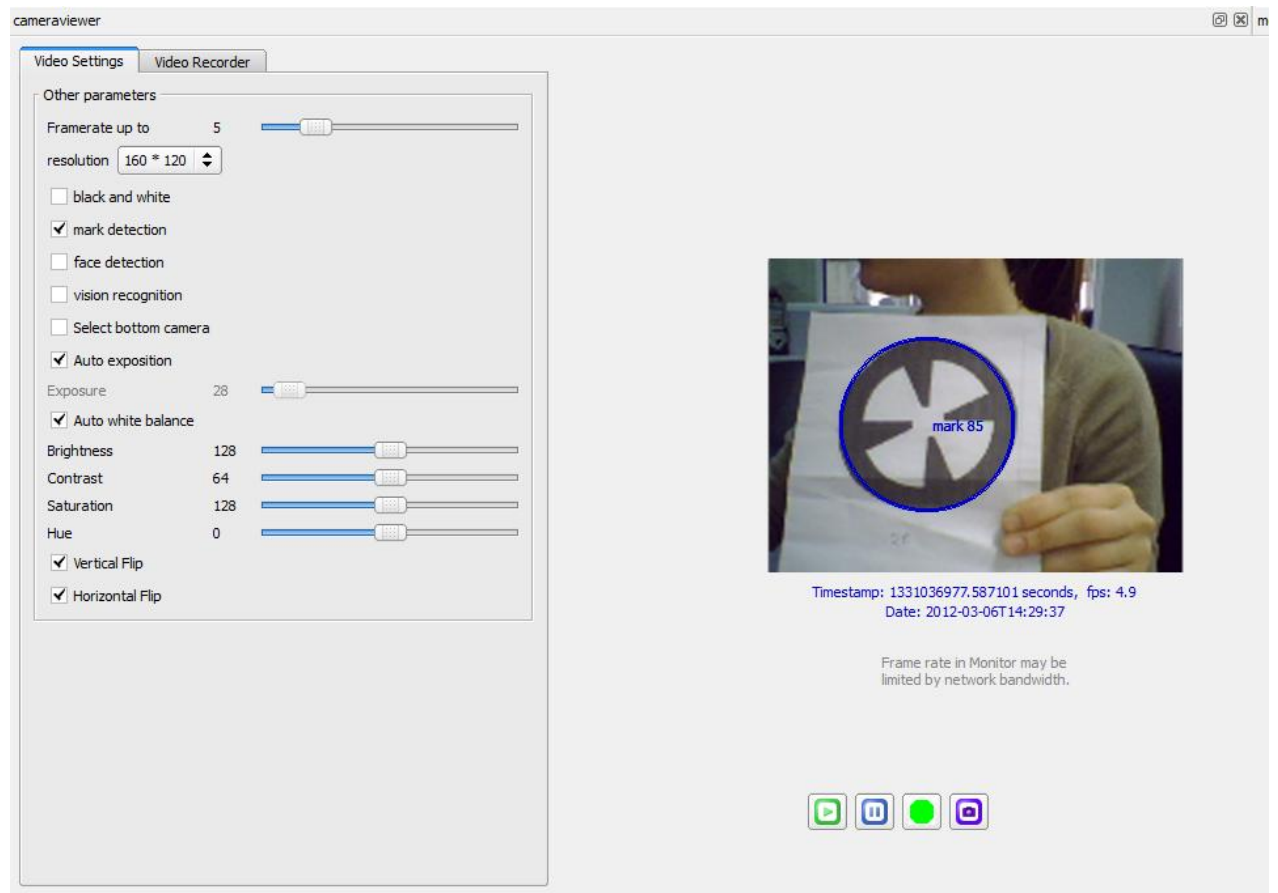 cameraviewer
m
Video Settings
Video Recorder
Other parameters
Framerate up to 5
resolution 160 * 120
black and white
mark detection
face detection
vision recognition
Select bottom camera
Auto exposition
Exposure 28
Auto white balance
Brightness 128
Contrast 64
Saturation 128
Hue 0
Vertical Flip
Horizontal Flip
mark 85
Timestamp: 1331036977.587101 seconds, fps: 4.9
Date: 2012-03-06T14:29:37
Frame rate in Monitor may be
limited by network bandwidth.